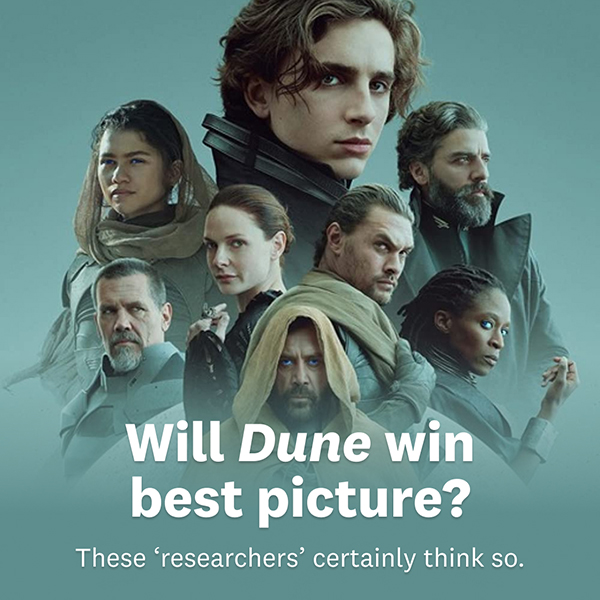 Will Dune win
best picture?
These ‘researchers’ certainly think so.